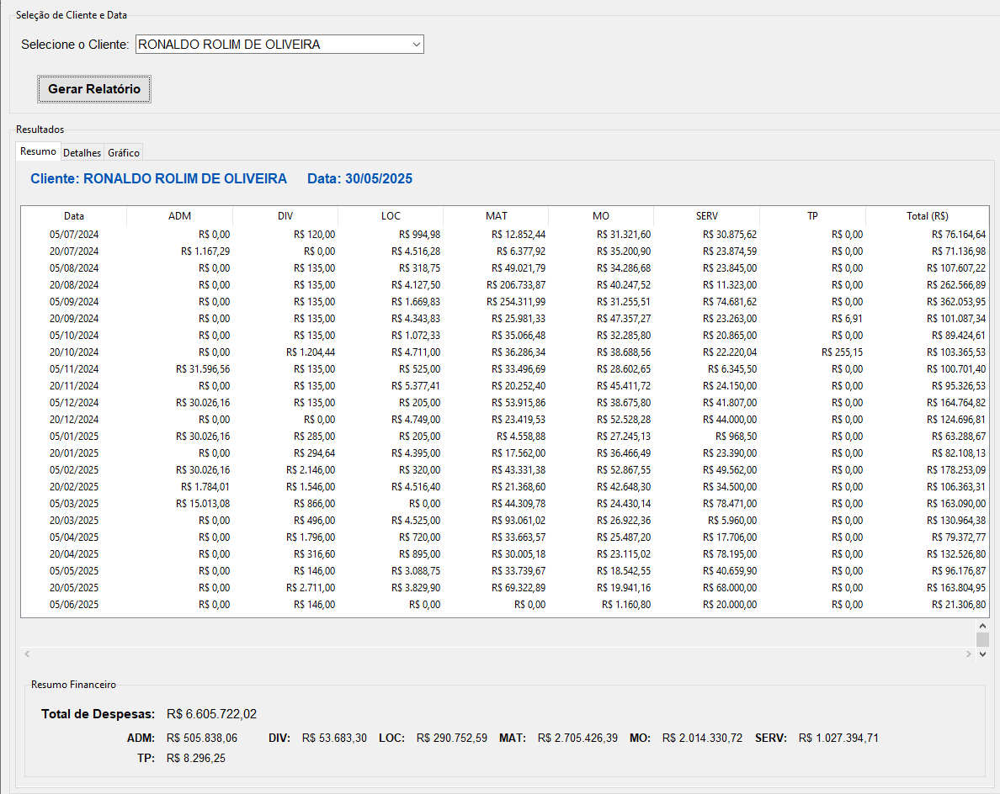 Seleção de Cliente e Data
Selecione o Cliente: RONALDO ROLIM DE OLIVEIRA
Gerar Relatório
Resultados
Resumo Detalhes Gráfico
Cliente: RONALDO ROLIM DE OLIVEIRA Data: 30/05/2025
Data ADM DIV LOC MAT MO SERV TP Total (R$)
05/07/2024 R$ 0,00 R$ 120,00 R$ 994,98 R$ 12.852,44 R$ 31.321,60 R$ 30.875,62 R$ 0,00 R$ 76.164,64
20/07/2024 R$ 1.167,29 R$ 0,00 R$ 4.516,28 R$ 6.377,92 R$ 35.200,90 R$ 23.874,59 R$ 0,00 R$ 71.136,98
05/08/2024 R$ 0,00 R$ 135,00 R$ 318,75 R$ 49.021,79 R$ 34.286,68 R$ 23.845,00 R$ 0,00 R$ 107.607,22
20/08/2024 R$ 0,00 R$ 135,00 R$ 4.127,50 R$ 206.733,87 R$ 40.247,52 R$ 11.323,00 R$ 0,00 R$ 262.566,89
05/09/2024 R$ 0,00 R$ 135,00 R$ 1.669,83 R$ 254.311,99 R$ 31.255,51 R$ 74.681,62 R$ 0,00 R$ 362.053,95
20/09/2024 R$ 0,00 R$ 135,00 R$ 4.343,83 R$ 25.981,33 R$ 47.357,27 R$ 23.263,00 R$ 6,91 R$ 101.087,34
05/10/2024 R$ 0,00 R$ 135,00 R$ 1.072,33 R$ 35.066,48 R$ 32.285,80 R$ 20.865,00 R$ 0,00 R$ 89.424,61
20/10/2024 R$ 0,00 R$ 1.204,44 R$ 4.711,00 R$ 36.286,34 R$ 38.688,56 R$ 22.220,04 R$ 255,15 R$ 103.365,53
05/11/2024 R$ 31.596,56 R$ 135,00 R$ 525,00 R$ 33.496,69 R$ 28.602,65 R$ 6.345,50 R$ 0,00 R$ 100.701,40
20/11/2024 R$ 0,00 R$ 135,00 R$ 5.377,41 R$ 20.252,40 R$ 45.411,72 R$ 24.150,00 R$ 0,00 R$ 95.326,53
05/12/2024 R$ 30.026,16 R$ 135,00 R$ 205,00 R$ 53.915,86 R$ 38.675,80 R$ 41.807,00 R$ 0,00 R$ 164.764,82
20/12/2024 R$ 0,00 R$ 0,00 R$ 4.749,00 R$ 23.419,53 R$ 52.528,28 R$ 44.000,00 R$ 0,00 R$ 124.696,81
05/01/2025 R$ 30.026,16 R$ 285,00 R$ 205,00 R$ 4.558,88 R$ 27.245,13 R$ 968,50 R$ 0,00 R$ 63.288,67
20/01/2025 R$ 0,00 R$ 294,64 R$ 4.395,00 R$ 17.562,00 R$ 36.466,49 R$ 23.390,00 R$ 0,00 R$ 82.108,13
05/02/2025 R$ 30.026,16 R$ 2.146,00 R$ 320,00 R$ 43.331,38 R$ 52.867,55 R$ 49.562,00 R$ 0,00 R$ 178.253,09
20/02/2025 R$ 1.784,01 R$ 1.546,00 R$ 4.516,40 R$ 21.368,60 R$ 42.648,30 R$ 34.500,00 R$ 0,00 R$ 106.363,31
05/03/2025 R$ 15.013,08 R$ 866,00 R$ 0,00 R$ 44.309,78 R$ 24.430,14 R$ 78.471,00 R$ 0,00 R$ 163.090,00
20/03/2025 R$ 0,00 R$ 496,00 R$ 4.525,00 R$ 93.061,02 R$ 26.922,36 R$ 5.960,00 R$ 0,00 R$ 130.964,38
05/04/2025 R$ 0,00 R$ 1.796,00 R$ 720,00 R$ 33.663,57 R$ 25.487,20 R$ 17.706,00 R$ 0,00 R$ 79.372,77
20/04/2025 R$ 0,00 R$ 316,60 R$ 895,00 R$ 30.005,18 R$ 23.115,02 R$ 78.195,00 R$ 0,00 R$ 132.526,80
05/05/2025 R$ 0,00 R$ 146,00 R$ 3.088,75 R$ 33.739,67 R$ 18.542,55 R$ 40.659,90 R$ 0,00 R$ 96.176,87
20/05/2025 R$ 0,00 R$ 2.711,00 R$ 3.829,90 R$ 69.322,89 R$ 19.941,16 R$ 68.000,00 R$ 0,00 R$ 163.804,95
05/06/2025 R$ 0,00 R$ 146,00 R$ 0,00 R$ 0,00 R$ 1.160,80 R$ 20.000,00 R$ 0,00 R$ 21.306,80
Resumo Financeiro
Total de Despesas: R$ 6.605.722,02
ADM: R$ 505.838,06 DIV: R$ 53.683,30 LOC: R$ 290.752,59 MAT: R$ 2.705.426,39 MO: R$ 2.014.330,72 SERV: R$ 1.027.394,71
TP: R$ 8.296,25